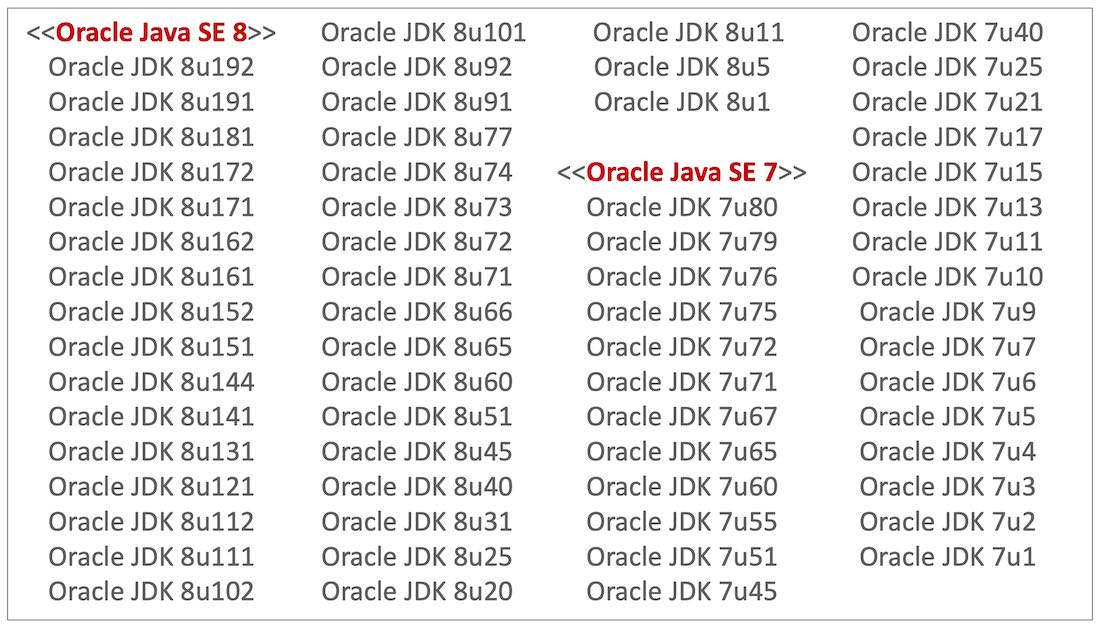 <<Oracle Java SE 8>>
Oracle JDK 8u192
Oracle JDK 8u191
Oracle JDK 8u181
Oracle JDK 8u172
Oracle JDK 8u171
Oracle JDK 8u162
Oracle JDK 8u161
Oracle JDK 8u152
Oracle JDK 8u151
Oracle JDK 8u144
Oracle JDK 8u141
Oracle JDK 8u131
Oracle JDK 8u121
Oracle JDK 8u112
Oracle JDK 8u111
Oracle JDK 8u102
Oracle JDK 8u101
Oracle JDK 8u92
Oracle JDK 8u91
Oracle JDK 8u77
Oracle JDK 8u74
Oracle JDK 8u73
Oracle JDK 8u72
Oracle JDK 8u71
Oracle JDK 8u66
Oracle JDK 8u65
Oracle JDK 8u60
Oracle JDK 8u51
Oracle JDK 8u45
Oracle JDK 8u40
Oracle JDK 8u31
Oracle JDK 8u25
Oracle JDK 8u20
Oracle JDK 8u11
Oracle JDK 8u5
Oracle JDK 8u1
<<Oracle Java SE 7>>
Oracle JDK 7u80
Oracle JDK 7u79
Oracle JDK 7u76
Oracle JDK 7u75
Oracle JDK 7u72
Oracle JDK 7u71
Oracle JDK 7u67
Oracle JDK 7u65
Oracle JDK 7u60
Oracle JDK 7u55
Oracle JDK 7u51
Oracle JDK 7u45
Oracle JDK 7u40
Oracle JDK 7u25
Oracle JDK 7u21
Oracle JDK 7u17
Oracle JDK 7u15
Oracle JDK 7u13
Oracle JDK 7u11
Oracle JDK 7u10
Oracle JDK 7u9
Oracle JDK 7u7
Oracle JDK 7u6
Oracle JDK 7u5
Oracle JDK 7u4
Oracle JDK 7u3
Oracle JDK 7u2
Oracle JDK 7u1